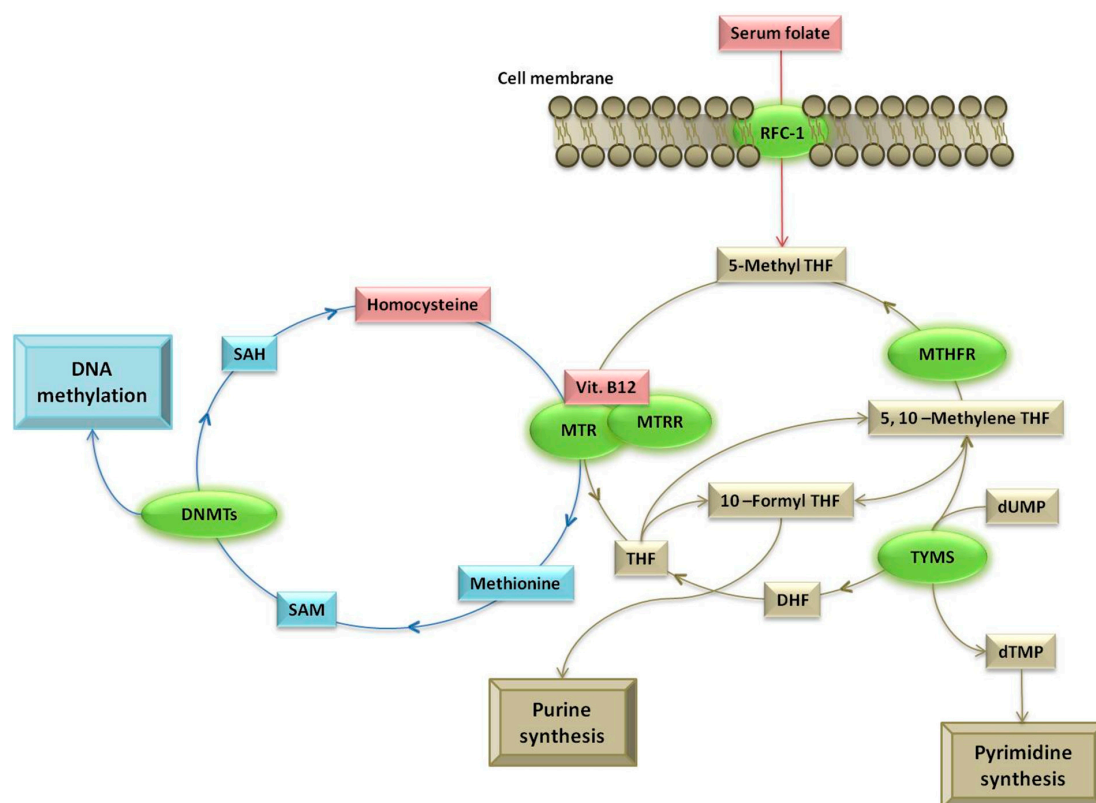 Serum folate
Cell membrane
RFC-1
5-Methyl THF
Homocysteine
SAH
MTHFR
DNA
methylation
Vit. B12
MTR
MTRR
5, 10 –Methylene THF
10 –Formyl THF
dUMP
DNMTs
TYMS
THF
Methionine
DHF
SAM
dTMP
Purine
synthesis
Pyrimidine
synthesis